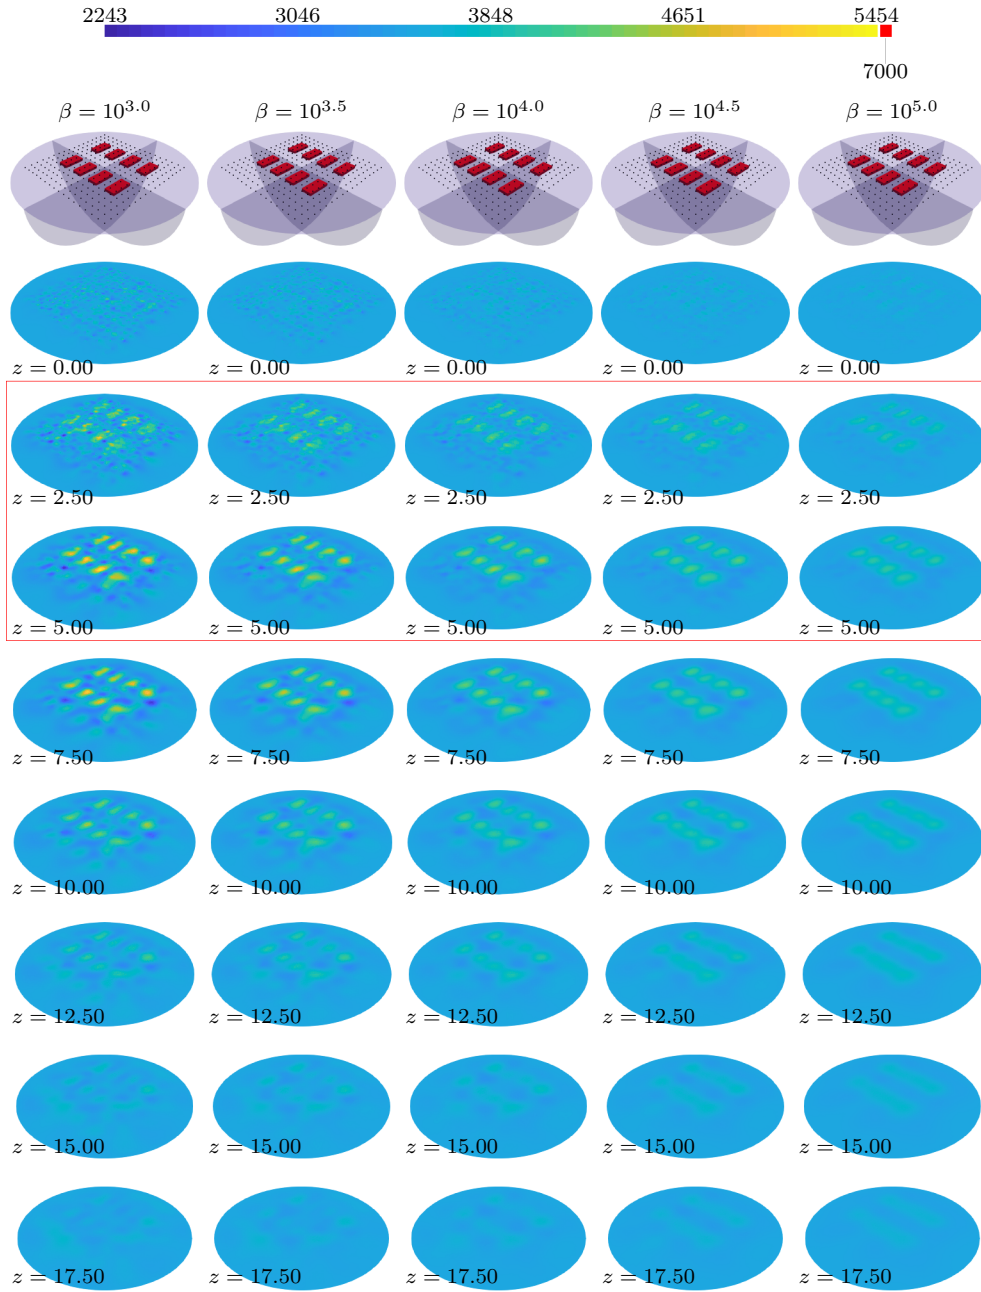 2243 3046 3848 4651 5454
7000
β = 10^3.0 β = 10^3.5 β = 10^4.0 β = 10^4.5 β = 10^5.0
z = 0.00 z = 0.00 z = 0.00 z = 0.00 z = 0.00
z = 2.50 z = 2.50 z = 2.50 z = 2.50 z = 2.50
z = 5.00 z = 5.00 z = 5.00 z = 5.00 z = 5.00
z = 7.50 z = 7.50 z = 7.50 z = 7.50 z = 7.50
z = 10.00 z = 10.00 z = 10.00 z = 10.00 z = 10.00
z = 12.50 z = 12.50 z = 12.50 z = 12.50 z = 12.50
z = 15.00 z = 15.00 z = 15.00 z = 15.00 z = 15.00
z = 17.50 z = 17.50 z = 17.50 z = 17.50 z = 17.50